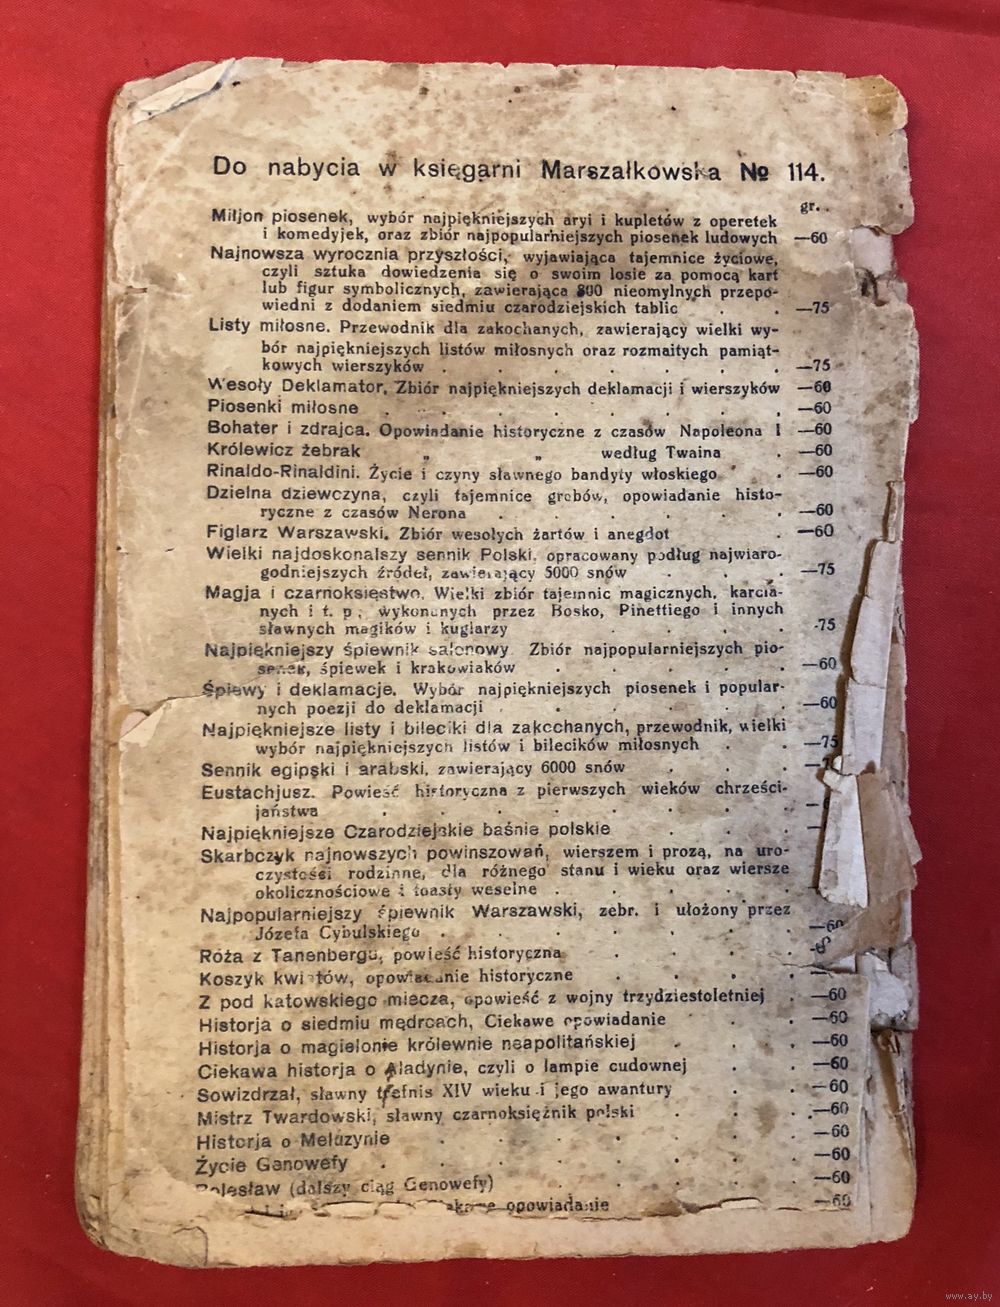 Do nabycia w księgarni Marszałkowska № 114.
gr.
Miljon piosenek, wybór najpiękniejszych aryi i kupletów z operetek
i komedyjek, oraz zbiór najpopularniejszych piosenek ludowych —60
Najnowsza wyrocznia przyszłości, wyjawiająca tajemnice życiowe,
czyli sztuka dowiedzenia się o swoim losie za pomocą kart
lub figur symbolicznych, zawierająca 800 nieomylnych przepo-
wiedni z dodaniem siedmiu czarodziejskich tablic . . —75
Listy miłosne. Przewodnik dla zakochanych, zawierający wielki wy-
bór najpiękniejszych listów miłosnych oraz rozmaitych pamiąt-
kowych wierszyków . . . . . . . —75
Wesoły Deklamator. Zbiór najpiękniejszych deklamacji i wierszyków —60
Piosenki miłosne . . . . . . . . —60
Bohater i zdrajca. Opowiadanie historyczne z czasów Napoleona I —60
Królewicz żebrak „ „ według Twaina . —60
Rinaldo-Rinaldini. Życie i czyny sławnego bandyty włoskiego . —60
Dzielna dziewczyna, czyli tajemnice grobów, opowiadanie histo-
ryczne z czasów Nerona . . . . . . —60
Figlarz Warszawski. Zbiór wesołych żartów i anegdot . —60
Wielki najdoskonalszy sennik Polski, opracowany podług najwiaro-
godniejszych źródeł, zawierający 5000 snów . . . —75
Magja i czarnoksięstwo. Wielki zbiór tajemnic magicznych, karcia-
nych i t. p., wykonanych przez Bosko, Pinettiego i innych
sławnych magików i kuglarzy . . . . -75
Najpiękniejszy śpiewnik salonowy. Zbiór najpopularniejszych pio-
senek, śpiewek i krakowiaków . . . . . —60
Śpiewy i deklamacje. Wybór najpiękniejszych piosenek i popular-
nych poezji do deklamacji . . . . . . —60
Najpiękniejsze listy i bileciki dla zakochanych, przewodnik, wielki
wybór najpiękniejszych listów i bilecików miłosnych . . —75
Sennik egipski i arabski, zawierający 6000 snów . . .
Eustachjusz. Powieść historyczna z pierwszych wieków chrześci-
jaństwa . . . . . . . .
Najpiękniejsze Czarodziejskie baśnie polskie . . .
Skarbczyk najnowszych powinszowań, wierszem i prozą, na uro-
czystości rodzinne, dla różnego stanu i wieku oraz wiersze
okolicznościowe i toasty weselne . . . . .
Najpopularniejszy śpiewnik Warszawski, zebr. i ułożony przez
Józefa Cybulskiego . . . . . . . —60
Róża z Tanenbergu, powieść historyczna . . . .
Koszyk kwiatów, opowiadanie historyczne . . . .
Z pod katowskiego miecza, opowieść z wojny trzydziestoletniej . —60
Historja o siedmiu mędrcach, Ciekawe opowiadanie . . —60
Historja o magielonie królewnie neapolitańskiej . . . —60
Ciekawa historja o Aladynie, czyli o lampie cudownej . . —60
Sowizdrzał, sławny trefnis XIV wieku i jego awantury . . —60
Mistrz Twardowski, sławny czarnoksiężnik polski . . . —60
Historja o Meluzynie . . . . . . . —60
Życie Genowefy . . . . . . . . —60
Bolesław (dalszy ciąg Genowefy) . . . . . —60
opowiadanie —60
www.ay.by